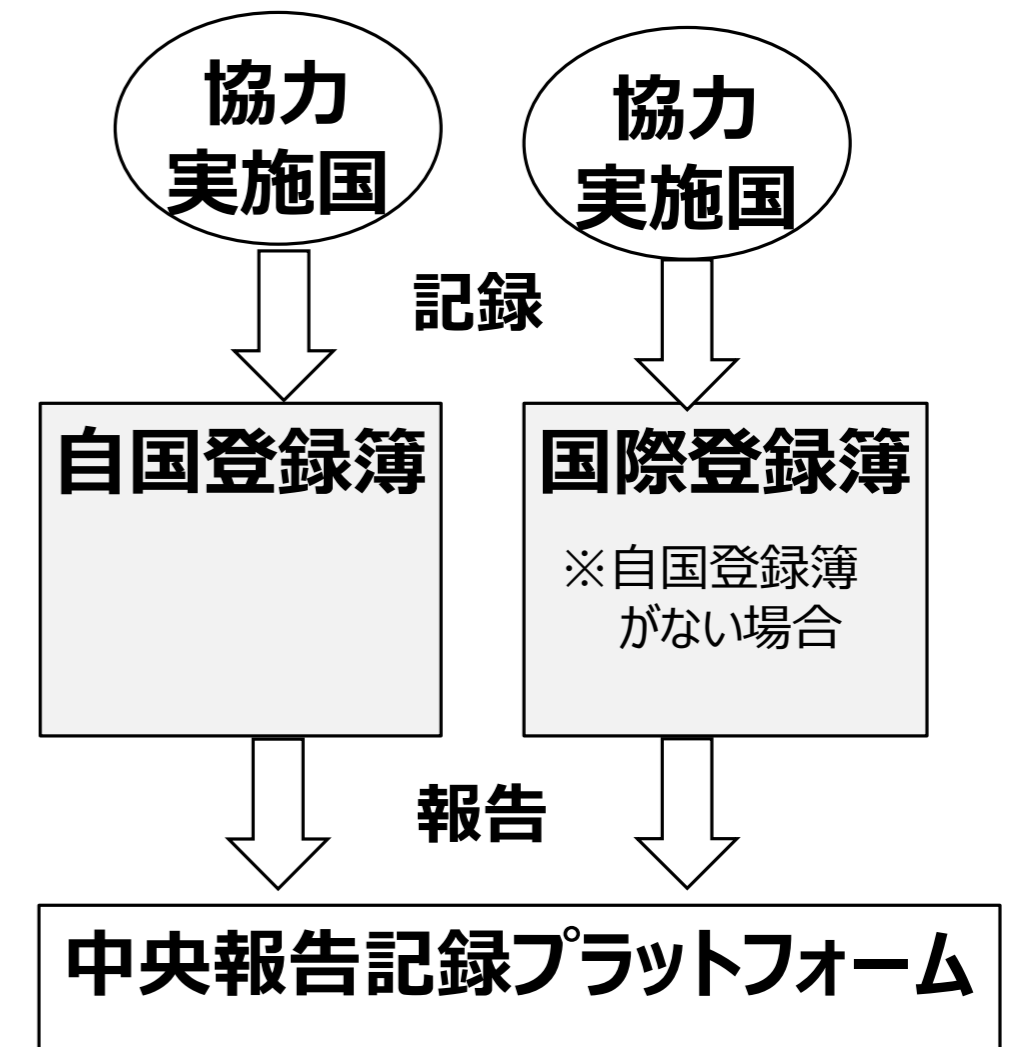 協力
実施国
協力
実施国
記録
自国登録簿
国際登録簿
※自国登録簿
がない場合
報告
中央報告記録プラットフォーム